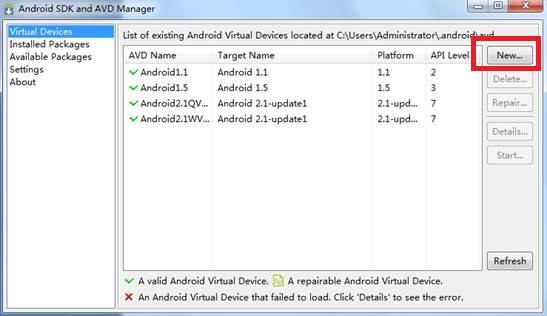 Android SDK and AVD Manager
Virtual Devices
Installed Packages
Available Packages
Settings
About
List of existing Android Virtual Devices located at C:\Users\Administrator\.android\avd
AVD Name Target Name Platform API Level
Android1.1 Android 1.1 1.1 2
Android1.5 Android 1.5 1.5 3
Android2.1QV... Android 2.1-update1 2.1-upd... 7
Android2.1WV... Android 2.1-update1 2.1-upd... 7
New...
Delete...
Repair...
Details...
Start...
Refresh
A valid Android Virtual Device. A repairable Android Virtual Device.
An Android Virtual Device that failed to load. Click 'Details' to see the error.